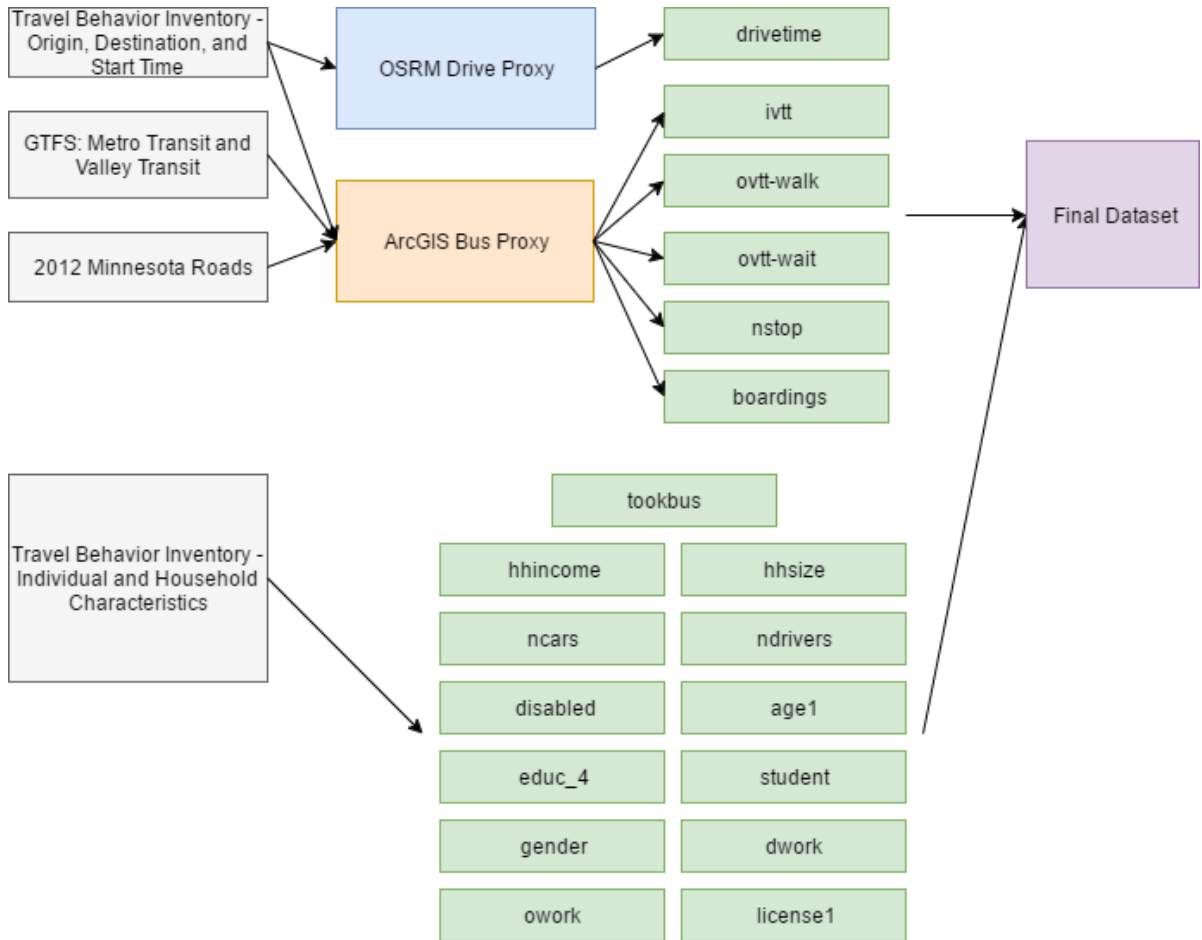 Travel Behavior Inventory -
Origin, Destination, and
Start Time
OSRM Drive Proxy
drivetime
GTFS: Metro Transit and
Valley Transit
ivtt
ovtt-walk
ArcGIS Bus Proxy
Final Dataset
2012 Minnesota Roads
ovtt-wait
nstop
boardings
Travel Behavior Inventory -
Individual and Household
Characteristics
tookbus
hhincome
hhsize
ncars
ndrivers
disabled
age1
educ_4
student
gender
dwork
owork
license1